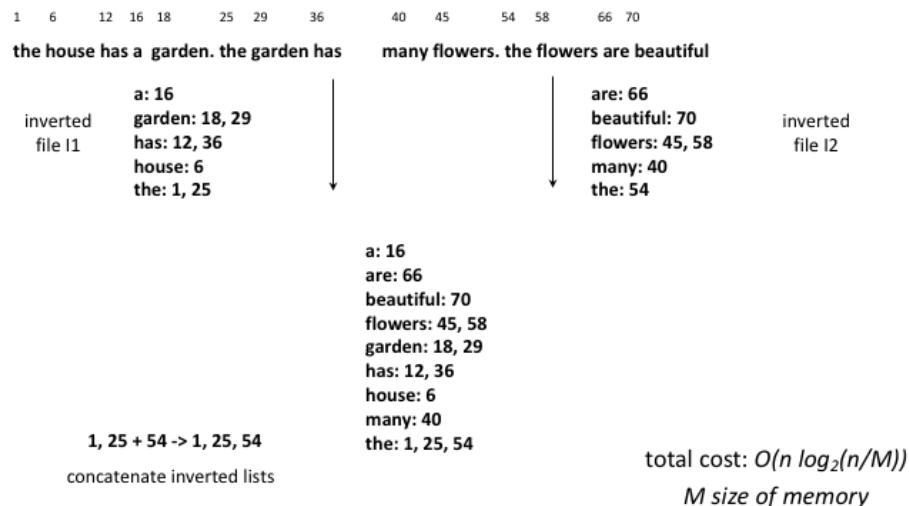 1 6 12 16 18 25 29 36 40 45 54 58 66 70
the house has a garden. the garden has many flowers. the flowers are beautiful
inverted
file I1
a: 16
garden: 18, 29
has: 12, 36
house: 6
the: 1, 25
are: 66
beautiful: 70
flowers: 45, 58
many: 40
the: 54
inverted
file I2
a: 16
are: 66
beautiful: 70
flowers: 45, 58
garden: 18, 29
has: 12, 36
house: 6
many: 40
the: 1, 25, 54
1, 25 + 54 -> 1, 25, 54
concatenate inverted lists
total cost: O(n log₂(n/M))
M size of memory